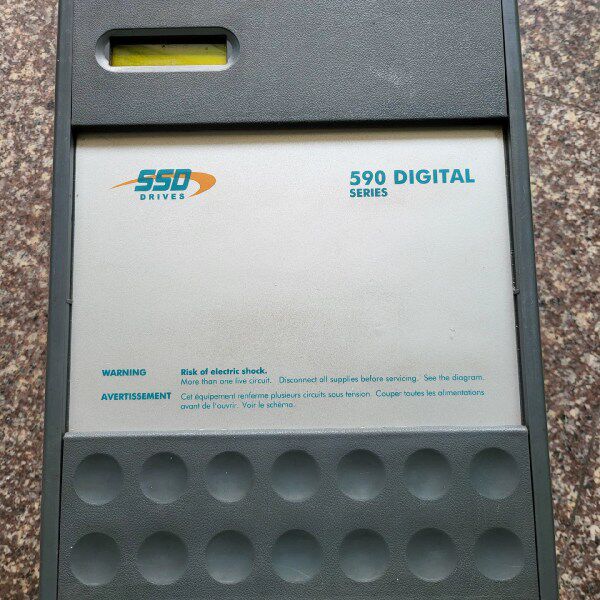 SSD
DRIVES
590 DIGITAL
SERIES
WARNING Risk of electric shock.
More than one live circuit. Disconnect all supplies before servicing. See the diagram.
AVERTISSEMENT Cet équipement renferme plusieurs circuits sous tension. Couper toutes les alimentations
avant de l'ouvrir. Voir le schéma.